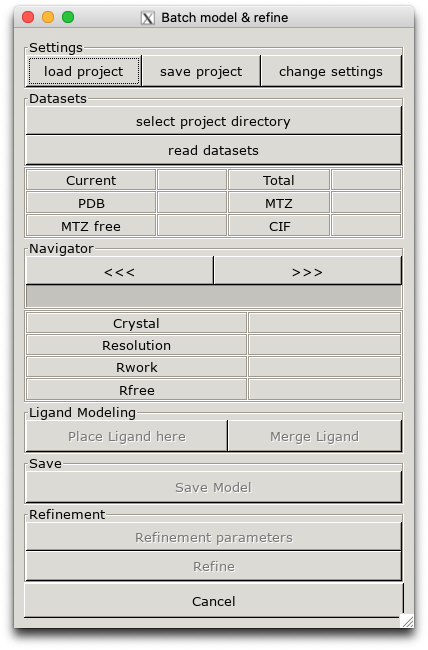 Batch model & refine
Settings
load project save project change settings
Datasets
select project directory
read datasets
Current Total
PDB MTZ
MTZ free CIF
Navigator
<<< >>>
Crystal
Resolution
Rwork
Rfree
Ligand Modeling
Place Ligand here Merge Ligand
Save
Save Model
Refinement
Refinement parameters
Refine
Cancel